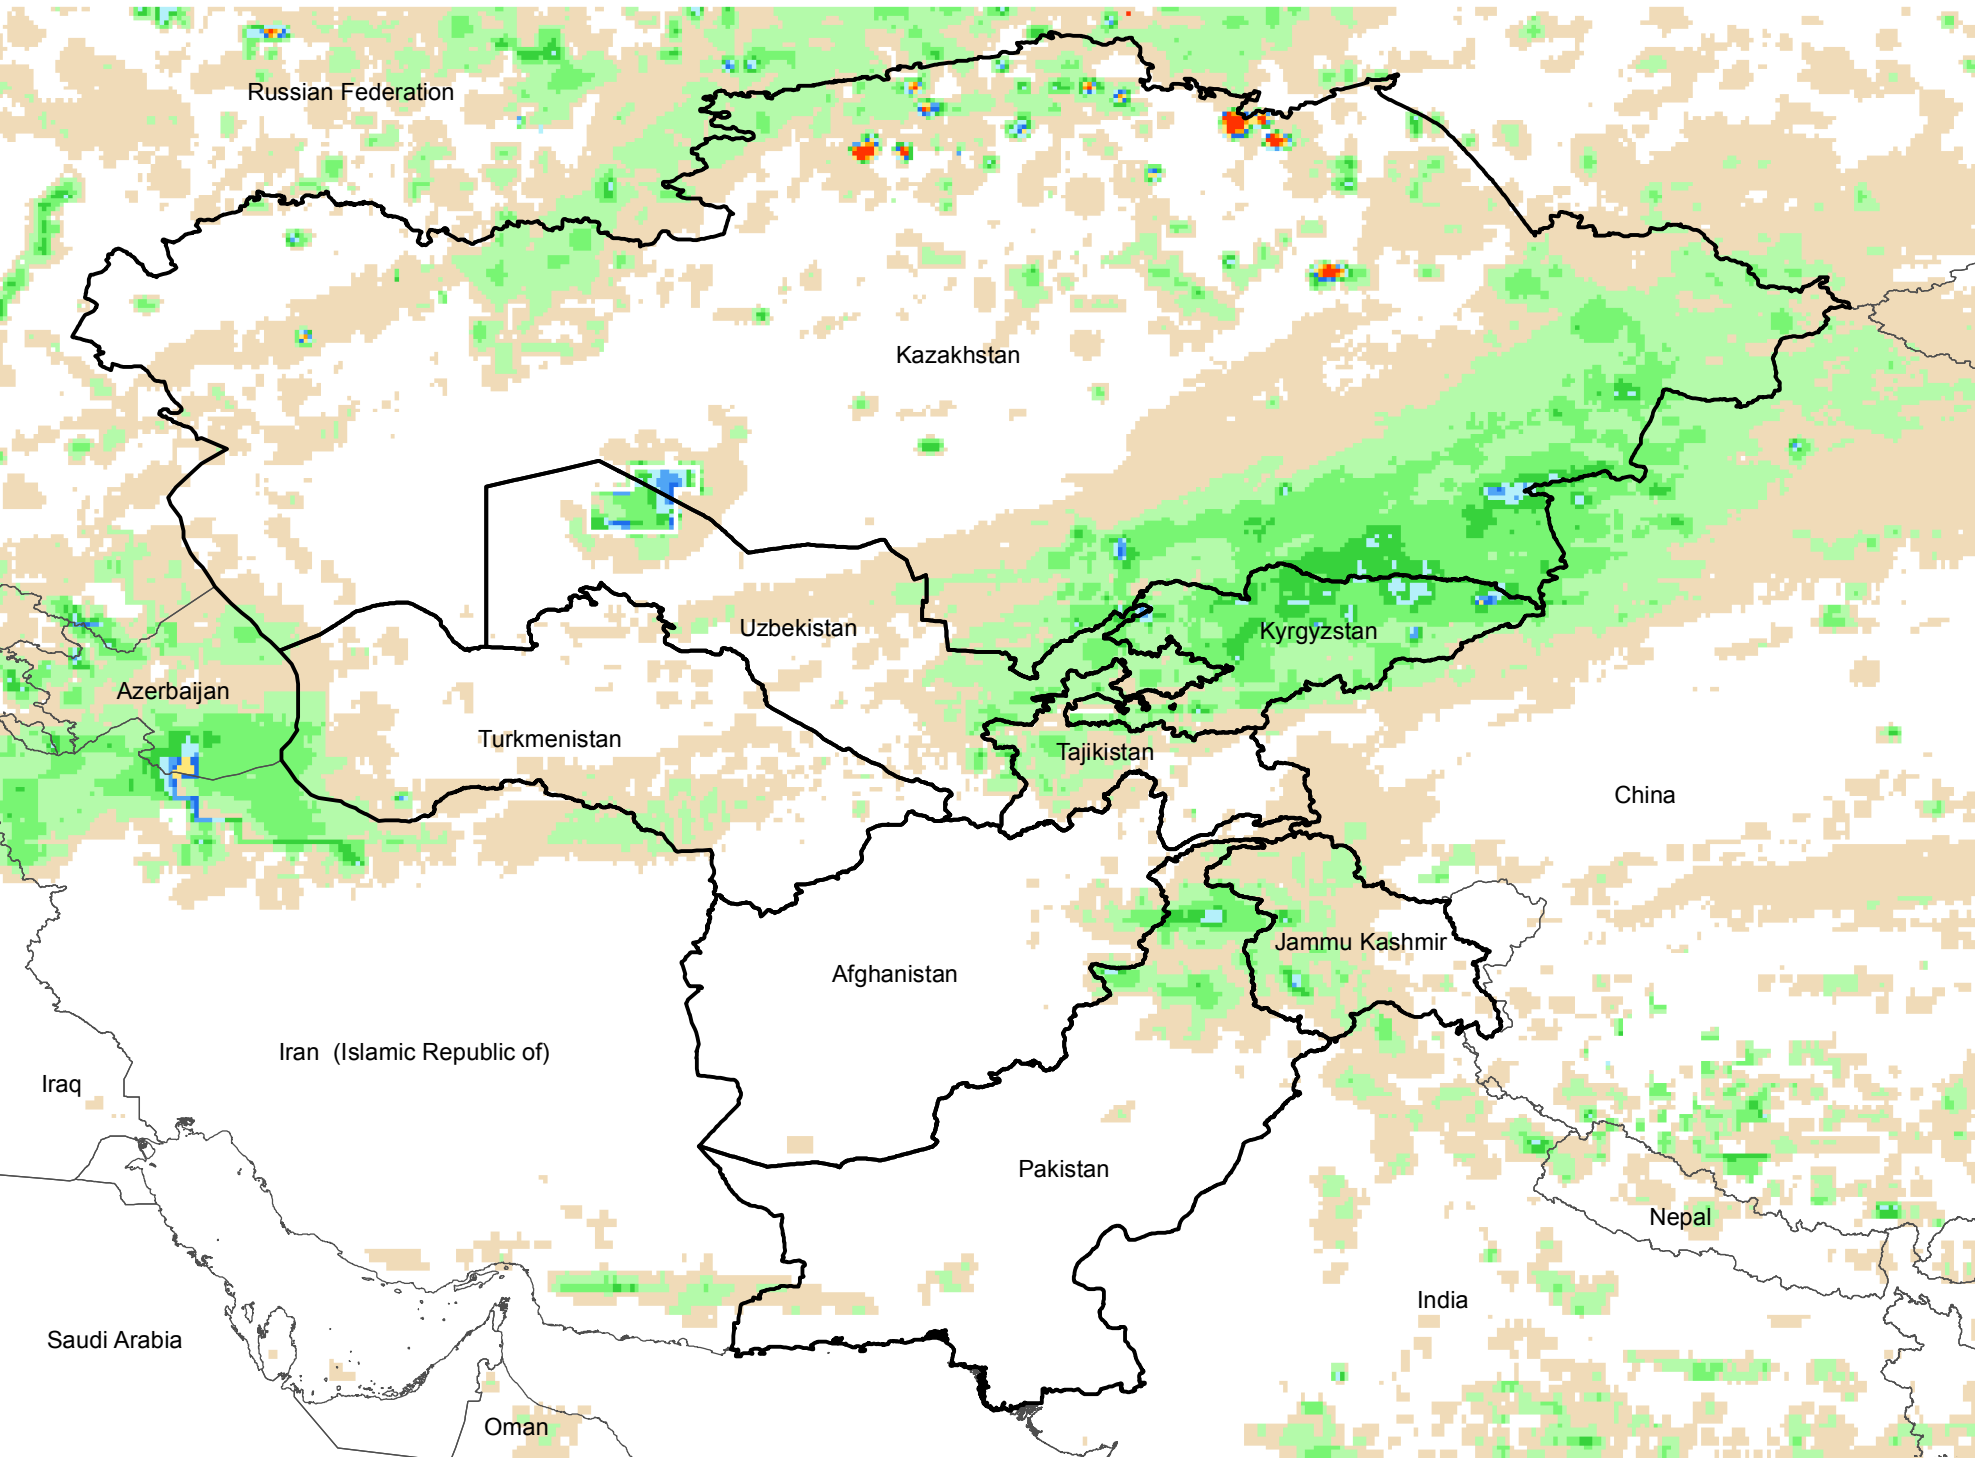 Russian Federation
Kazakhstan
Uzbekistan
Kyrgyzstan
Azerbaijan
Turkmenistan
Tajikistan
China
Jammu Kashmir
Afghanistan
Iran  (Islamic Republic of)
Iraq
Pakistan
Nepal
India
Saudi Arabia
Oman